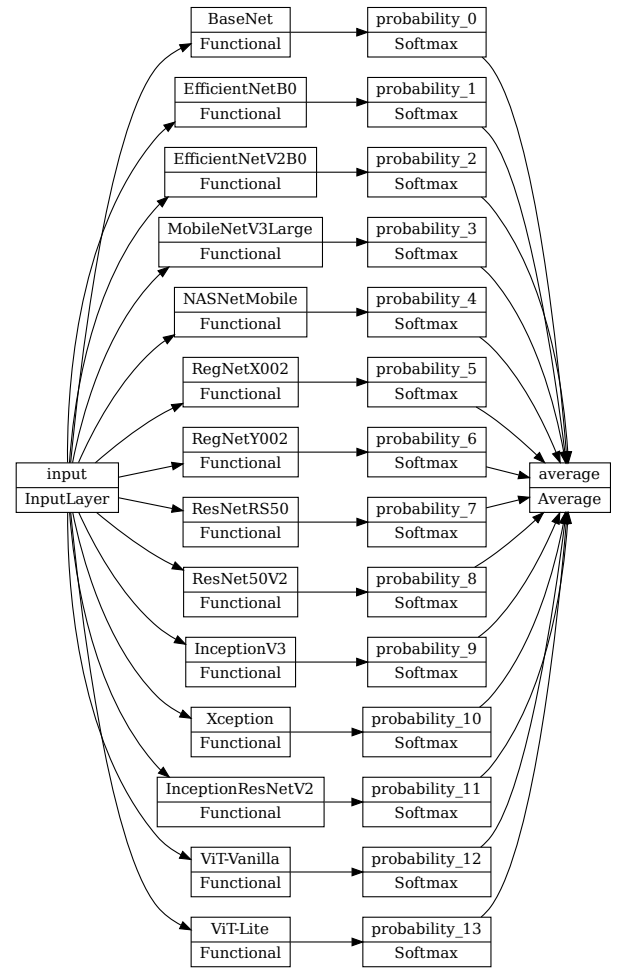 BaseNet
Functional
probability_0
Softmax
EfficientNetB0
Functional
probability_1
Softmax
EfficientNetV2B0
Functional
probability_2
Softmax
MobileNetV3Large
Functional
probability_3
Softmax
NASNetMobile
Functional
probability_4
Softmax
RegNetX002
Functional
probability_5
Softmax
RegNetY002
Functional
probability_6
Softmax
input
InputLayer
average
Average
ResNetRS50
Functional
probability_7
Softmax
ResNet50V2
Functional
probability_8
Softmax
InceptionV3
Functional
probability_9
Softmax
Xception
Functional
probability_10
Softmax
InceptionResNetV2
Functional
probability_11
Softmax
ViT-Vanilla
Functional
probability_12
Softmax
ViT-Lite
Functional
probability_13
Softmax